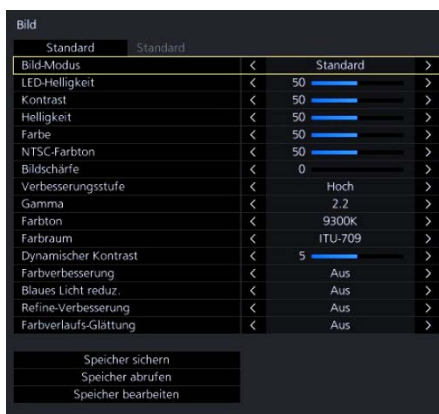 Bild
Standard Standard
Bild-Modus < Standard >
LED-Helligkeit < 50 >
Kontrast < 50 >
Helligkeit < 50 >
Farbe < 50 >
NTSC-Farbton < 50 >
Bildschärfe < 0 >
Verbesserungsstufe < Hoch >
Gamma < 2.2 >
Farbton < 9300K >
Farbraum < ITU-709 >
Dynamischer Kontrast < 5 >
Farbverbesserung < Aus >
Blaues Licht reduz. < Aus >
Refine-Verbesserung < Aus >
Farbverlaufs-Glättung < Aus >
Speicher sichern
Speicher abrufen
Speicher bearbeiten